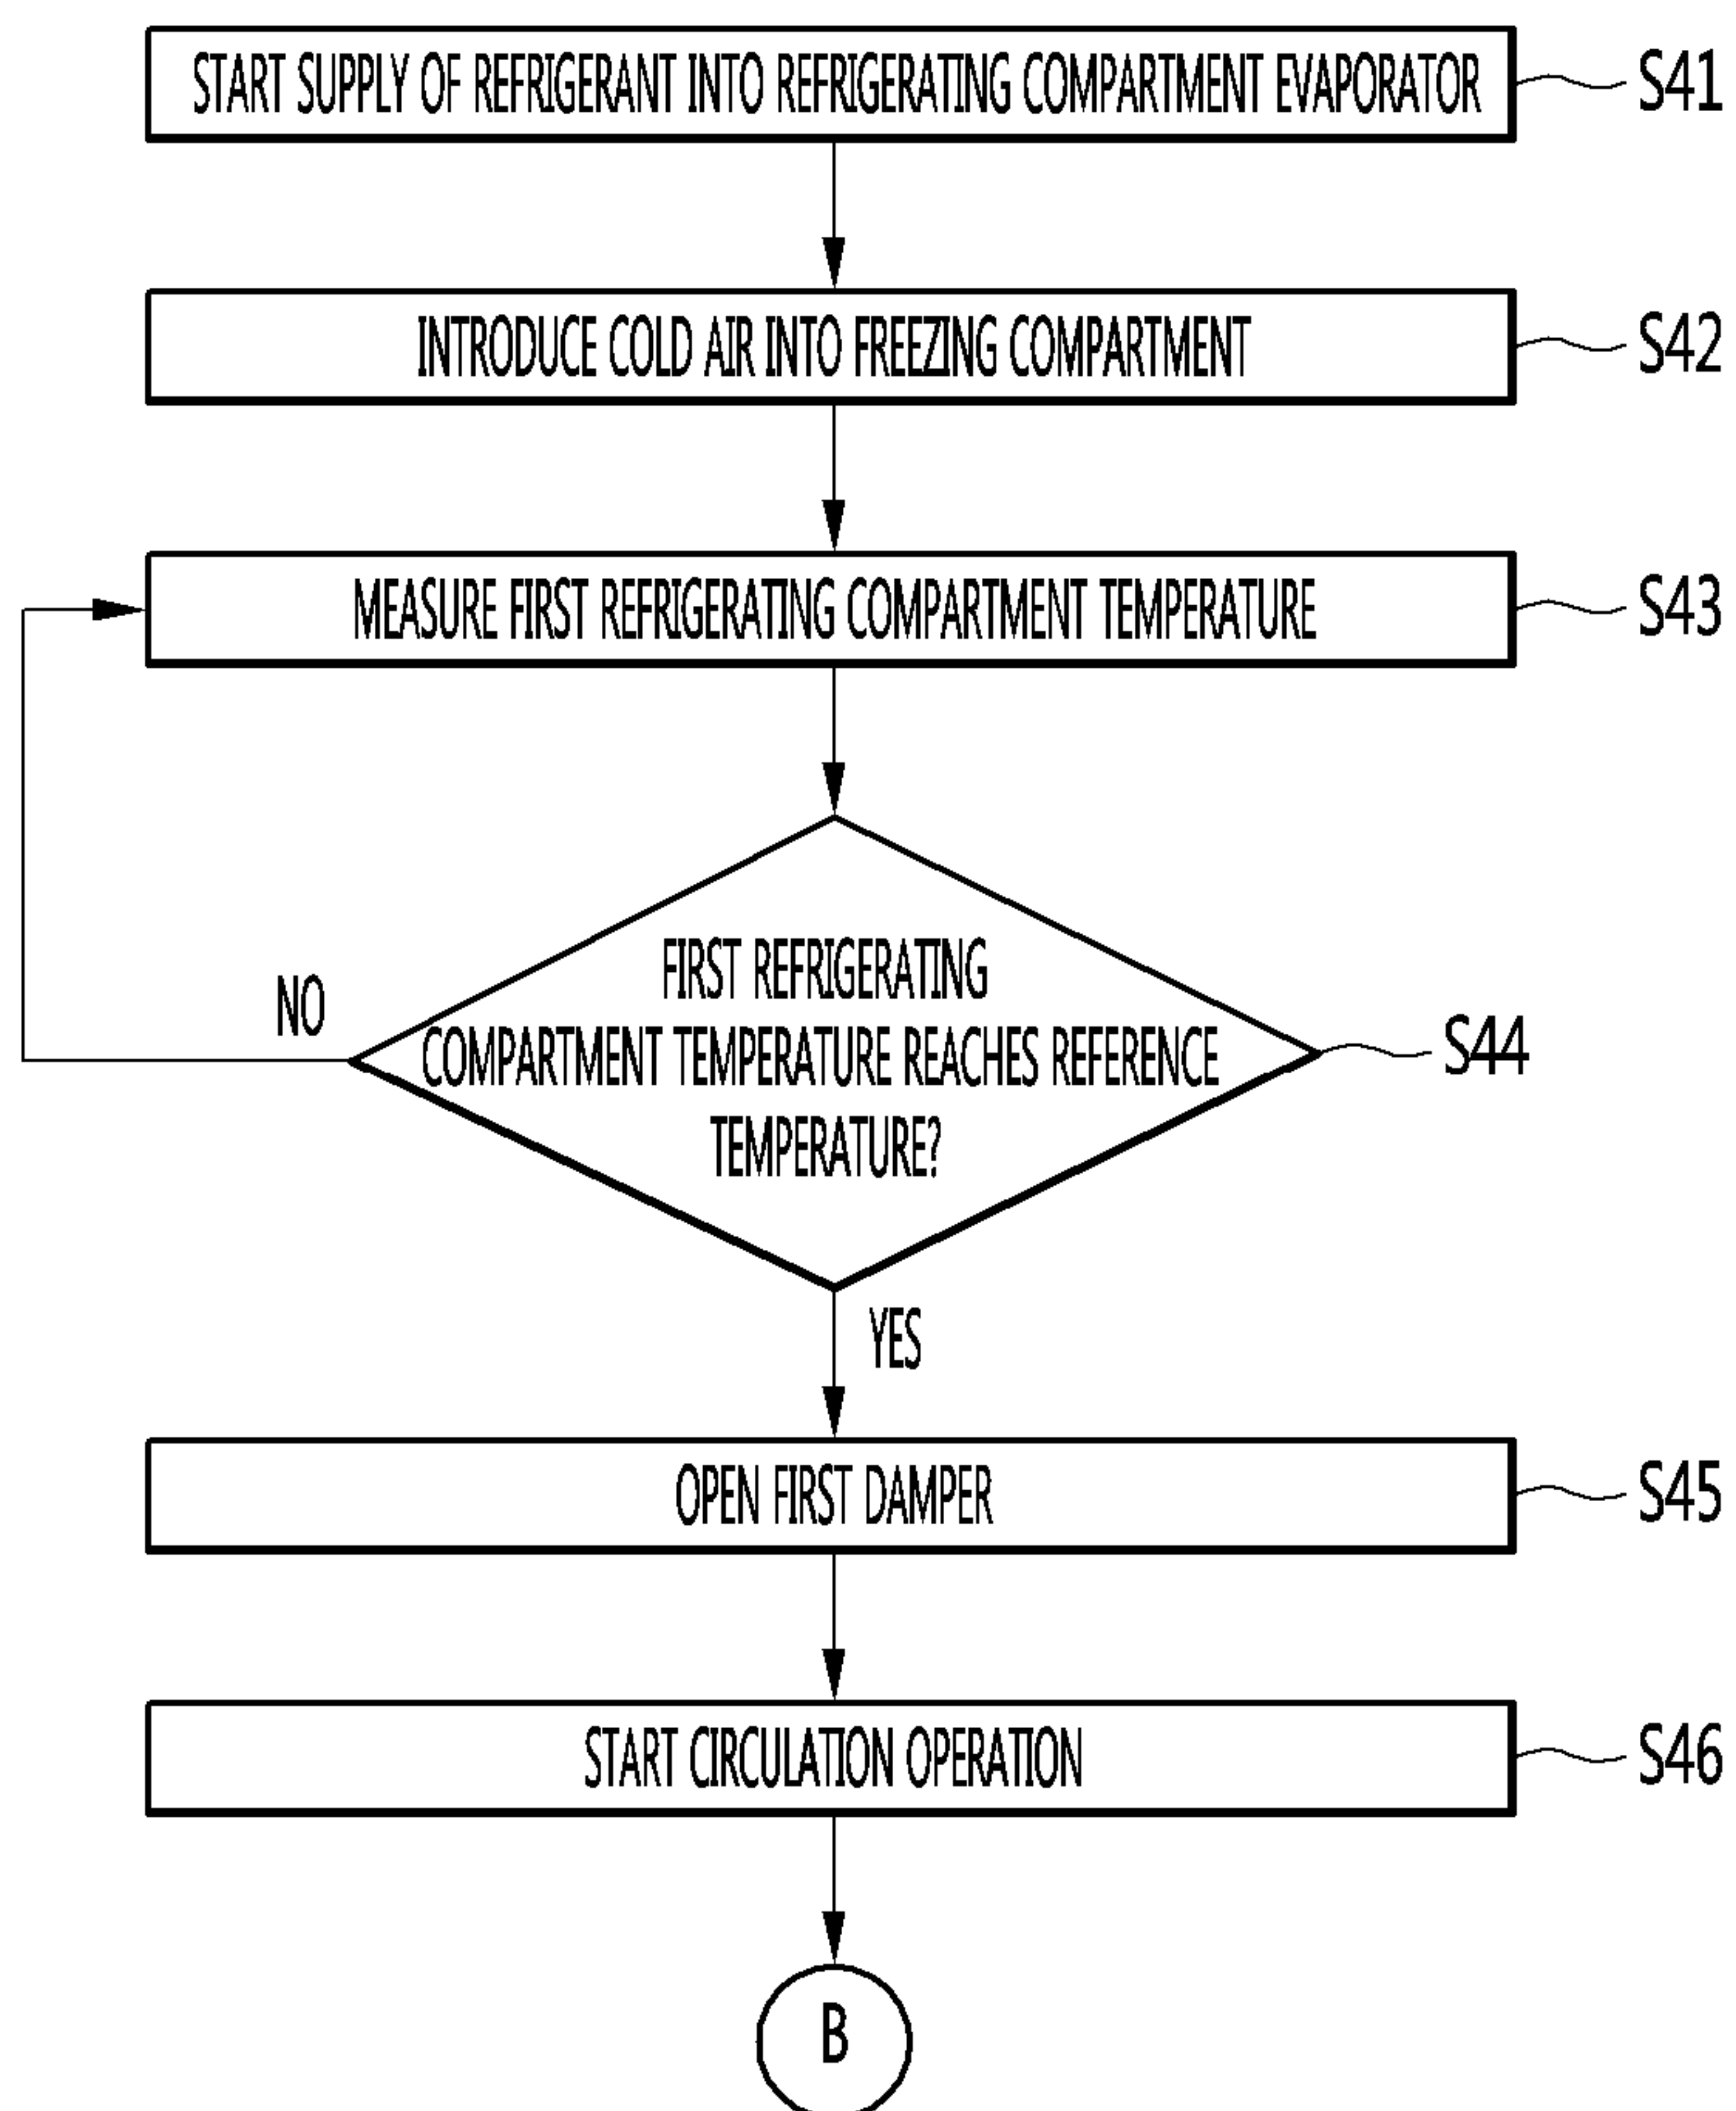 START SUPPLY OF REFRIGERANT INTO REFRIGERATING COMPARTMENT EVAPORATOR
S41
INTRODUCE COLD AIR INTO FREEZING COMPARTMENT
S42
MEASURE FIRST REFRIGERATING COMPARTMENT TEMPERATURE
S43
FIRST REFRIGERATING
COMPARTMENT TEMPERATURE REACHES REFERENCE
TEMPERATURE?
S44
NO
YES
OPEN FIRST DAMPER
S45
START CIRCULATION OPERATION
S46
B